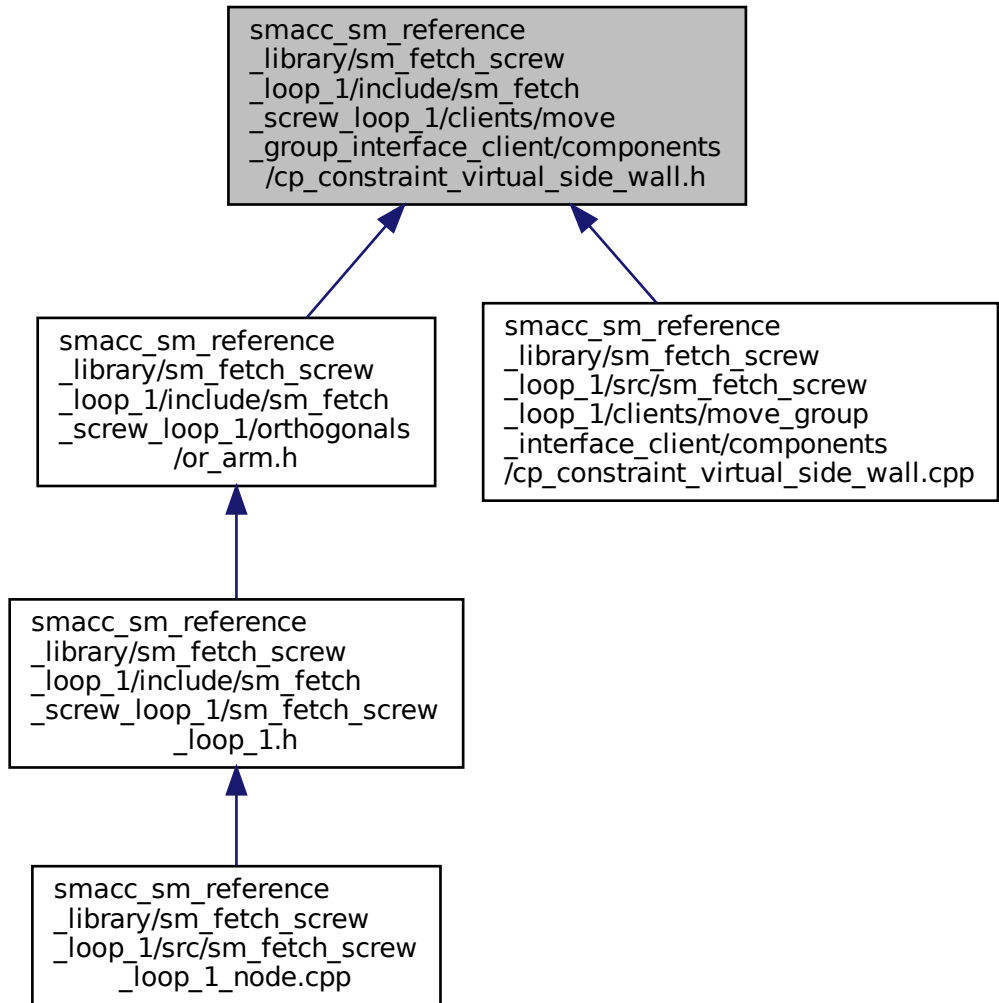 smacc_sm_reference
_library/sm_fetch_screw
_loop_1/include/sm_fetch
_screw_loop_1/clients/move
_group_interface_client/components
/cp_constraint_virtual_side_wall.h
smacc_sm_reference
_library/sm_fetch_screw
_loop_1/include/sm_fetch
_screw_loop_1/orthogonals
/or_arm.h
smacc_sm_reference
_library/sm_fetch_screw
_loop_1/src/sm_fetch_screw
_loop_1/clients/move_group
_interface_client/components
/cp_constraint_virtual_side_wall.cpp
smacc_sm_reference
_library/sm_fetch_screw
_loop_1/include/sm_fetch
_screw_loop_1/sm_fetch_screw
_loop_1.h
smacc_sm_reference
_library/sm_fetch_screw
_loop_1/src/sm_fetch_screw
_loop_1_node.cpp